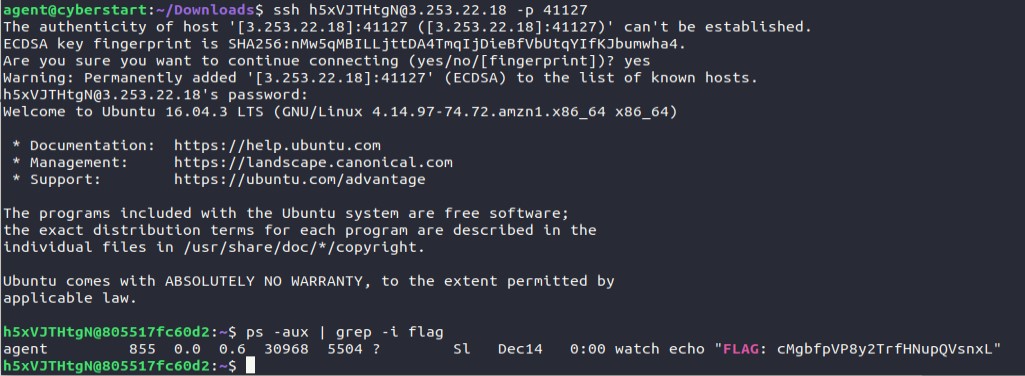 agent@cyberstart:~/Downloads$ ssh h5xVJTHtgN@3.253.22.18 -p 41127
The authenticity of host '[3.253.22.18]:41127 ([3.253.22.18]:41127)' can't be established.
ECDSA key fingerprint is SHA256:nMw5qMBILLjttDA4TmqIjDieBfVbUtqYIfKJbumwha4.
Are you sure you want to continue connecting (yes/no/[fingerprint])? yes
Warning: Permanently added '[3.253.22.18]:41127' (ECDSA) to the list of known hosts.
h5xVJTHtgN@3.253.22.18's password:
Welcome to Ubuntu 16.04.3 LTS (GNU/Linux 4.14.97-74.72.amzn1.x86_64 x86_64)
* Documentation:  https://help.ubuntu.com
* Management:     https://landscape.canonical.com
* Support:        https://ubuntu.com/advantage
The programs included with the Ubuntu system are free software;
the exact distribution terms for each program are described in the
individual files in /usr/share/doc/*/copyright.
Ubuntu comes with ABSOLUTELY NO WARRANTY, to the extent permitted by
applicable law.
h5xVJTHtgN@805517fc60d2:~$ ps -aux | grep -i flag
agent      855  0.0  0.6  30968  5504 ?        Sl   Dec14   0:00 watch echo "FLAG: cMgbfpVP8y2TrfHNupQVsnxL"
h5xVJTHtgN@805517fc60d2:~$